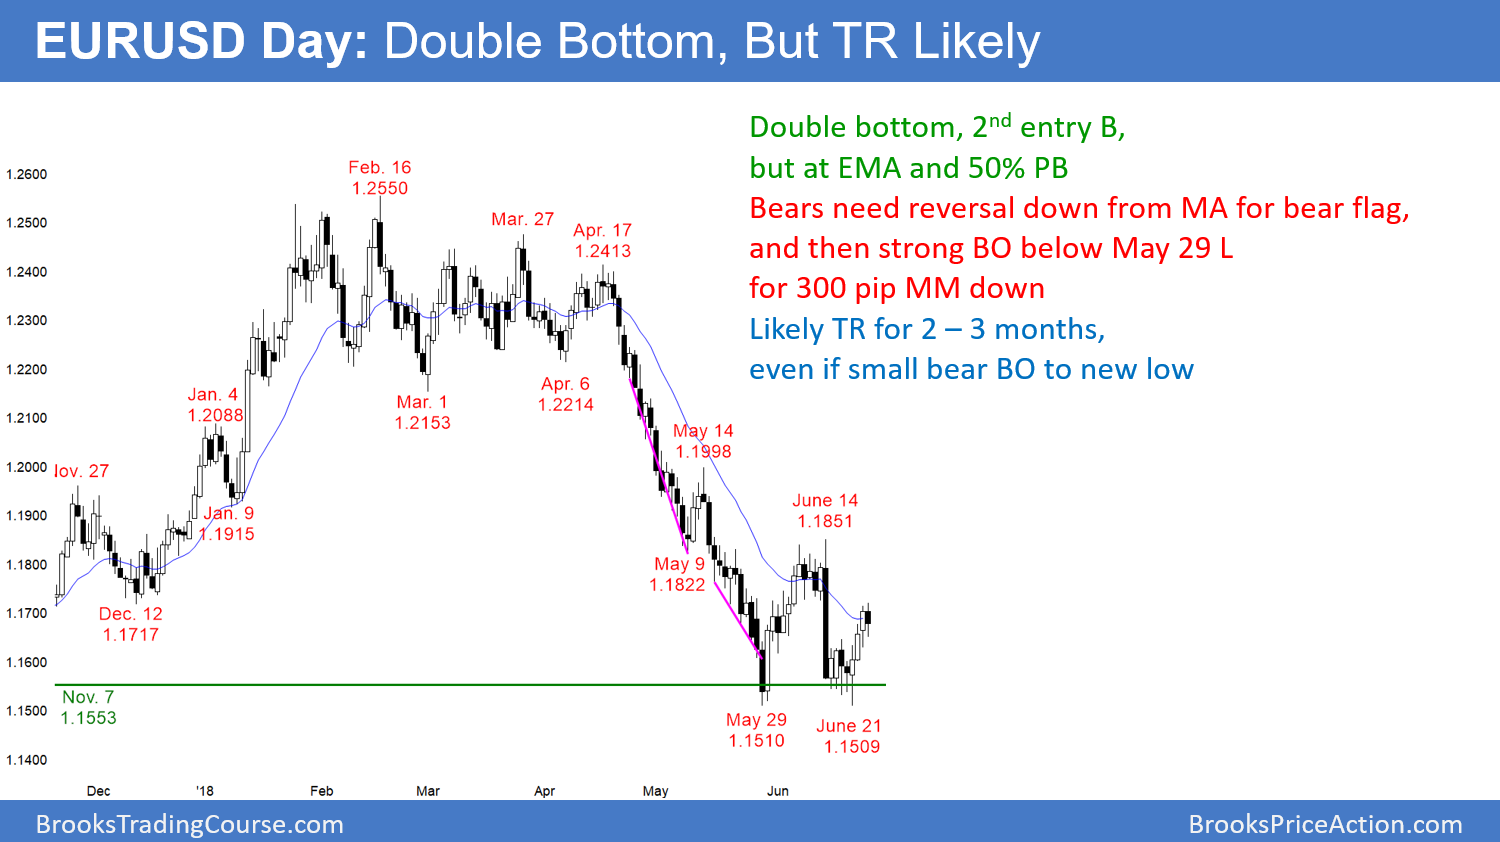 EURUSD Day: Double Bottom, But TR Likely
Double bottom, 2nd entry B,
but at EMA and 50% PB
Bears need reversal down from MA for bear flag,
and then strong BO below May 29 L
for 300 pip MM down
Likely TR for 2 – 3 months,
even if small bear BO to new low
1.2600
1.2500
1.2400
1.2300
1.2200
1.2100
1.2000
1.1900
1.1800
1.1700
1.1600
1.1500
1.1400
Nov. 27
Dec. 12
1.1717
Jan. 4
1.2088
Jan. 9
1.1915
Feb. 16
1.2550
Mar. 1
1.2153
Mar. 27
Apr. 6
1.2214
Apr. 17
1.2413
May 9
1.1822
May 14
1.1998
May 29
1.1510
June 14
1.1851
June 21
1.1509
Nov. 7
1.1553
Dec
'18
Feb
Mar
Apr
May
Jun
BrooksTradingCourse.com
BrooksPriceAction.com